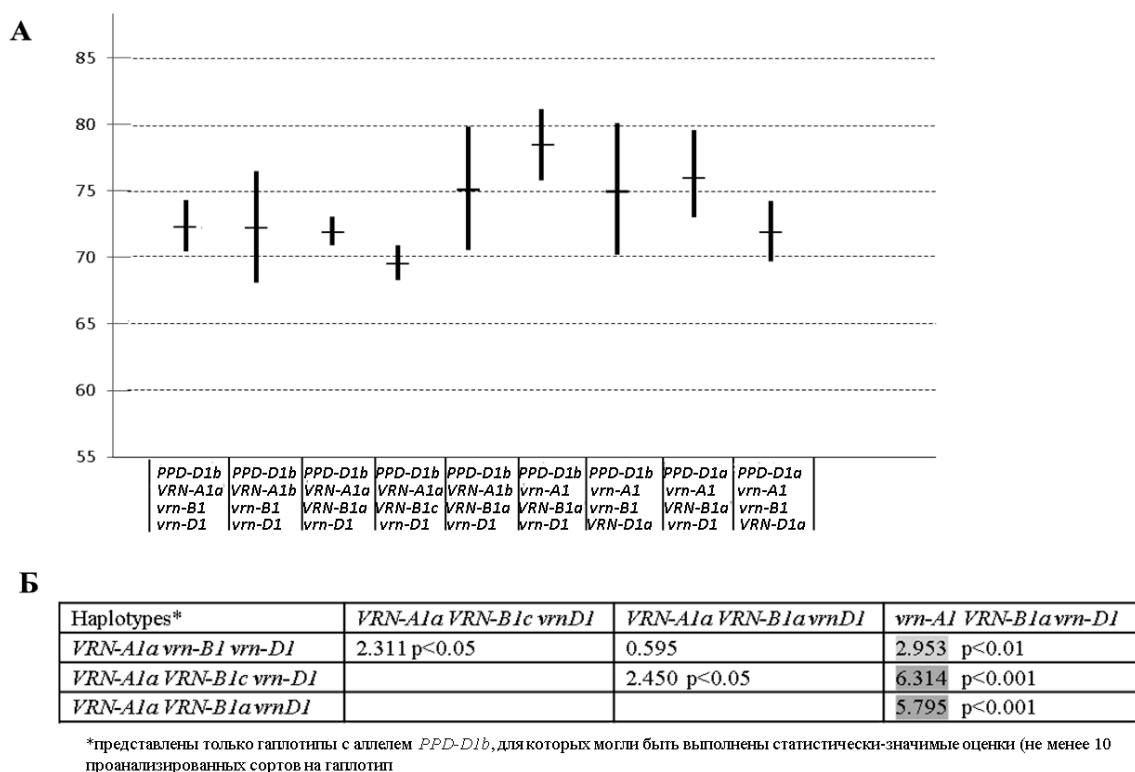 А
85
80
75
70
65
60
55
PPD-D1b PPD-D1b PPD-D1b PPD-D1b PPD-D1b PPD-D1b PPD-D1b PPD-D1a PPD-D1a
VRN-A1a VRN-A1b VRN-A1a VRN-A1a VRN-A1b vrn-A1 vrn-A1 vrn-A1 vrn-A1
vrn-B1 vrn-B1 VRN-B1a VRN-B1c VRN-B1a VRN-B1a vrn-B1 VRN-B1a vrn-B1
vrn-D1 vrn-D1 vrn-D1 vrn-D1 vrn-D1 vrn-D1 VRN-D1a vrn-D1 VRN-D1a
Б
Haplotypes* VRN-A1a VRN-B1c vrnD1 VRN-A1a VRN-B1a vrnD1 vrn-A1 VRN-B1a vrn-D1
VRN-A1a vrn-B1 vrn-D1 2.311 p<0.05 0.595 2.953 p<0.01
VRN-A1a VRN-B1c vrn-D1 2.450 p<0.05 6.314 p<0.001
VRN-A1a VRN-B1a vrnD1 5.795 p<0.001
*представлены только гаплотипы с аллелем PPD-D1b, для которых могли быть выполнены статистически-значимые оценки (не менее 10
проанализированных сортов на гаплотип